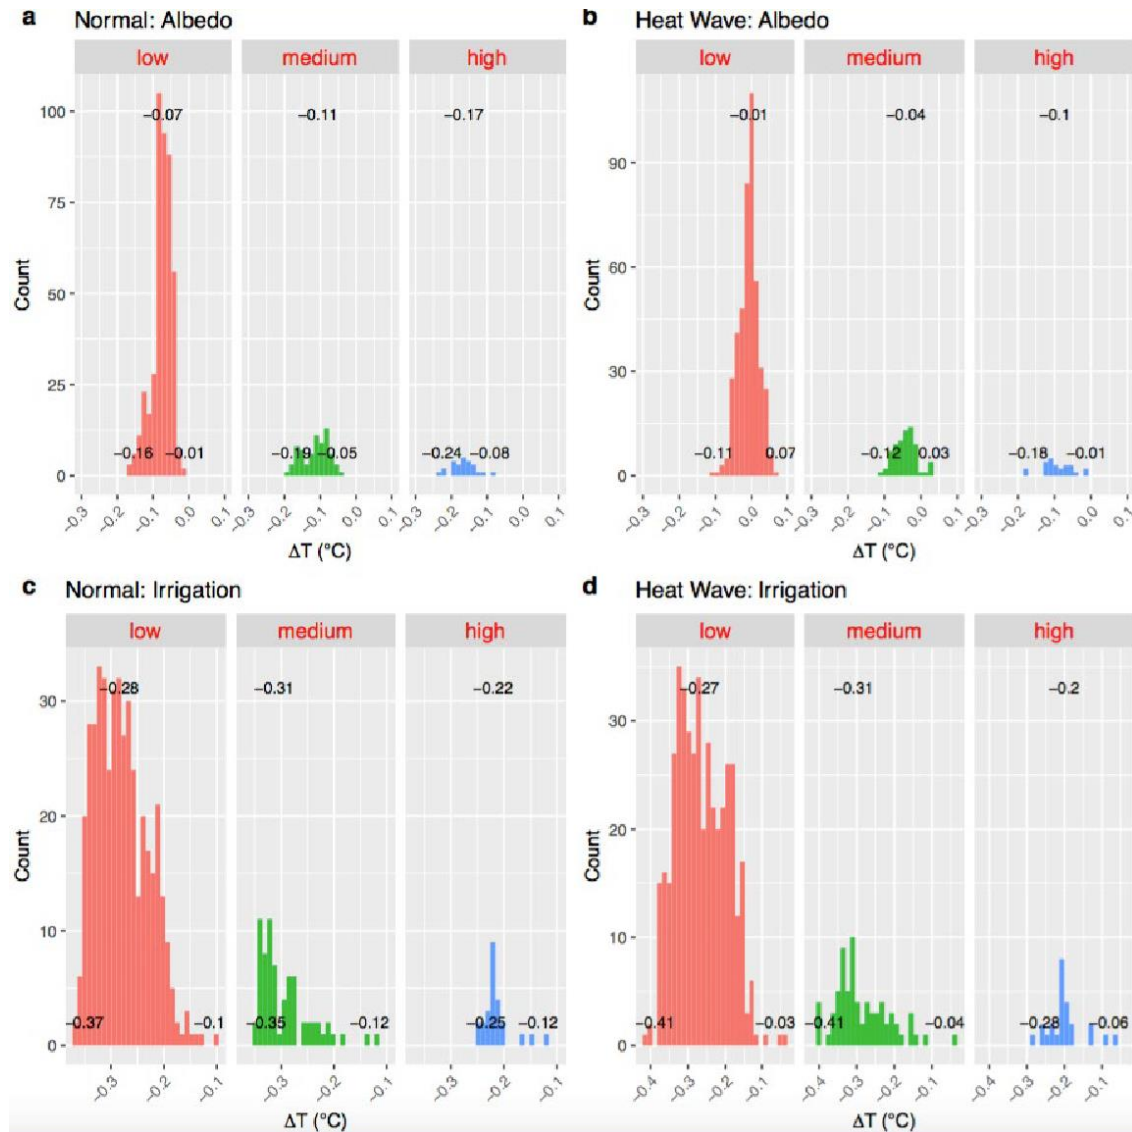 a Normal: Albedo
low medium high
−0.07 −0.11 −0.17
−0.16 −0.01 −0.19 −0.05 −0.24 −0.08
100
75
50
25
0
Count
−0.3 −0.2 −0.1 0.0 0.1 −0.3 −0.2 −0.1 0.0 0.1 −0.3 −0.2 −0.1 0.0 0.1
ΔT (°C)
b Heat Wave: Albedo
low medium high
−0.01 −0.04 −0.1
−0.11 0.07 −0.12 0.03 −0.18 −0.01
90
60
30
0
Count
−0.3 −0.2 −0.1 0.0 0.1 −0.3 −0.2 −0.1 0.0 0.1 −0.3 −0.2 −0.1 0.0 0.1
ΔT (°C)
c Normal: Irrigation
low medium high
−0.28 −0.31 −0.22
−0.37 −0.1 −0.35 −0.12 −0.25 −0.12
30
20
10
0
Count
−0.3 −0.2 −0.1 −0.3 −0.2 −0.1 −0.3 −0.2 −0.1
ΔT (°C)
d Heat Wave: Irrigation
low medium high
−0.27 −0.31 −0.2
−0.41 −0.03 −0.41 −0.04 −0.28 −0.06
30
20
10
0
Count
−0.4 −0.3 −0.2 −0.1 −0.4 −0.3 −0.2 −0.1 −0.4 −0.3 −0.2 −0.1
ΔT (°C)